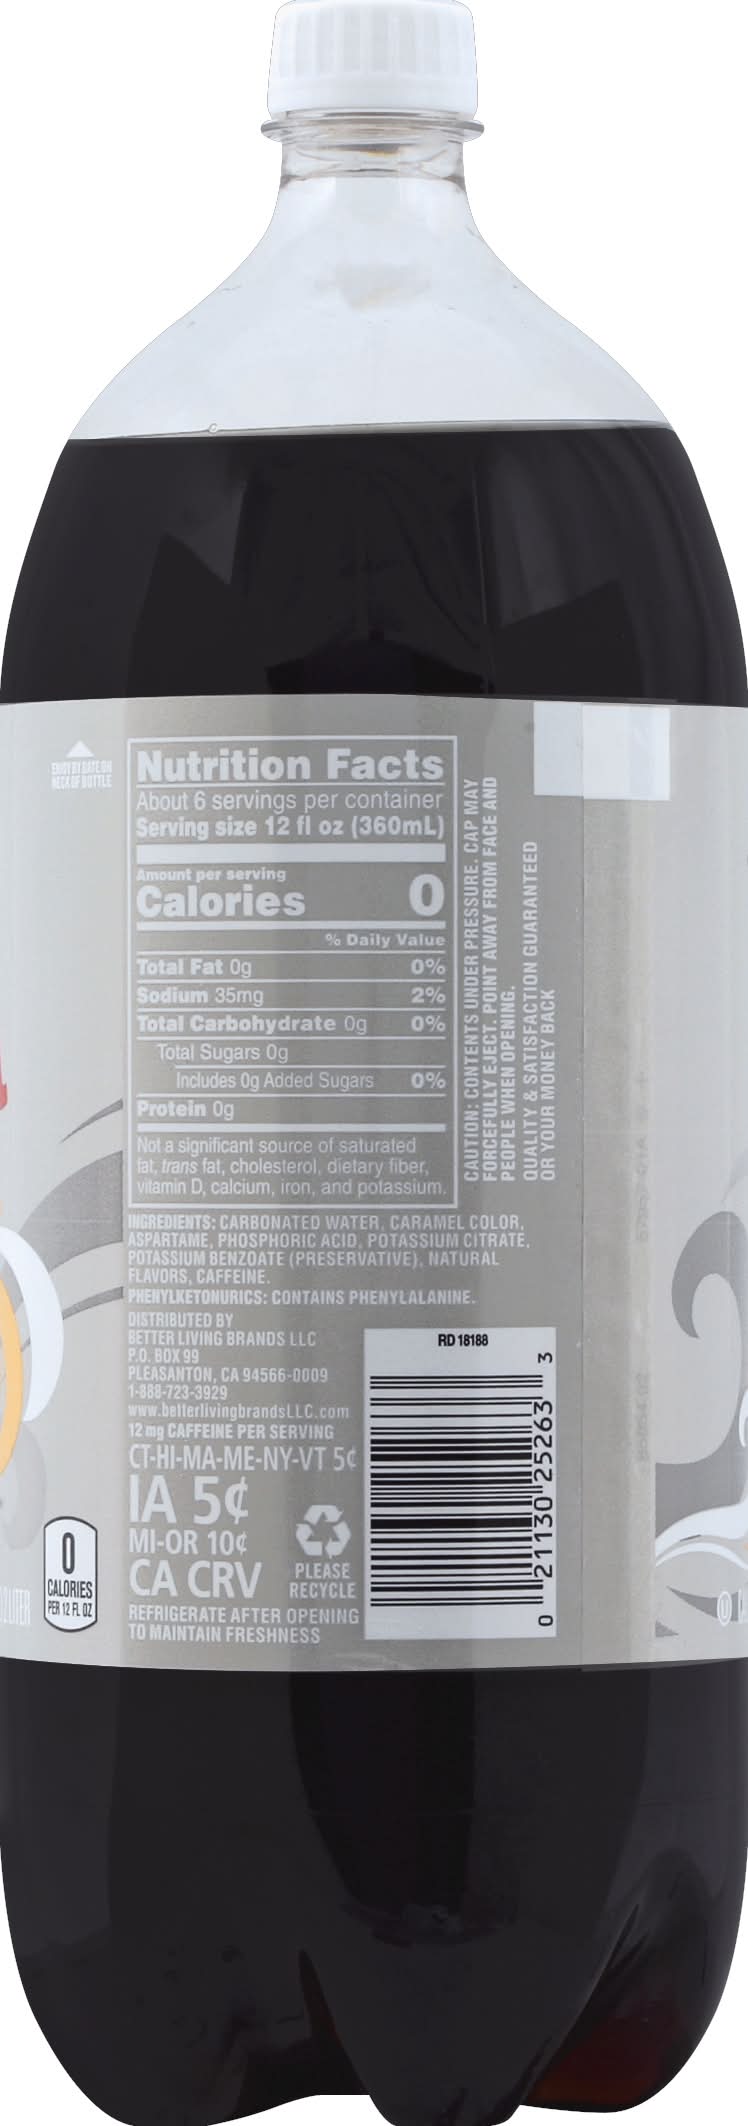 ENJOY BY DATE ON
NECK OF BOTTLE
Nutrition Facts
About 6 servings per container
Serving size 12 fl oz (360mL)
Amount per serving
Calories 0
% Daily Value
Total Fat 0g 0%
Sodium 35mg 2%
Total Carbohydrate 0g 0%
Total Sugars 0g
Includes 0g Added Sugars 0%
Protein 0g
Not a significant source of saturated
fat, trans fat, cholesterol, dietary fiber,
vitamin D, calcium, iron, and potassium.
CAUTION: CONTENTS UNDER PRESSURE. CAP MAY
FORCEFULLY EJECT. POINT AWAY FROM FACE AND
PEOPLE WHEN OPENING.
QUALITY & SATISFACTION GUARANTEED
OR YOUR MONEY BACK
INGREDIENTS: CARBONATED WATER, CARAMEL COLOR,
ASPARTAME, PHOSPHORIC ACID, POTASSIUM CITRATE,
POTASSIUM BENZOATE (PRESERVATIVE), NATURAL
FLAVORS, CAFFEINE.
PHENYLKETONURICS: CONTAINS PHENYLALANINE.
DISTRIBUTED BY
BETTER LIVING BRANDS LLC
P.O. BOX 99
PLEASANTON, CA 94566-0009
1-888-723-3929
www.betterlivingbrandsLLC.com
12 mg CAFFEINE PER SERVING
CT-HI-MA-ME-NY-VT 5¢
IA 5¢
MI-OR 10¢
CA CRV
REFRIGERATE AFTER OPENING
TO MAINTAIN FRESHNESS
PLEASE
RECYCLE
RD 18188
0 21130 25263 3
0
CALORIES
PER 12 FL OZ
LITER
U